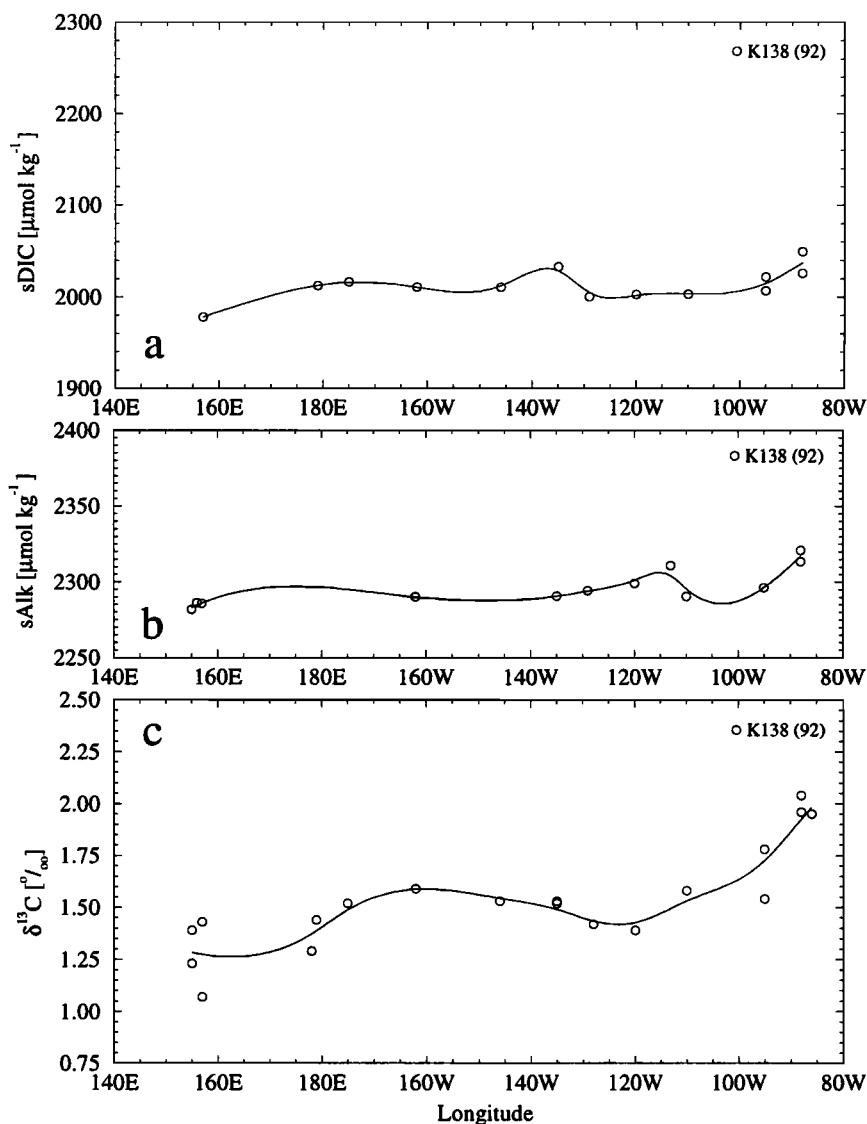 2300
K138 (92)
2200
2100
2000
1900
sDIC [μmol kg⁻¹]
a
140E 160E 180E 160W 140W 120W 100W 80W
2400
K138 (92)
2350
2300
2250
sAlk [μmol kg⁻¹]
b
140E 160E 180E 160W 140W 120W 100W 80W
2.50
c
K138 (92)
2.25
2.00
1.75
1.50
1.25
1.00
0.75
δ¹³C [º/₀₀]
140E 160E 180E 160W 140W 120W 100W 80W
Longitude